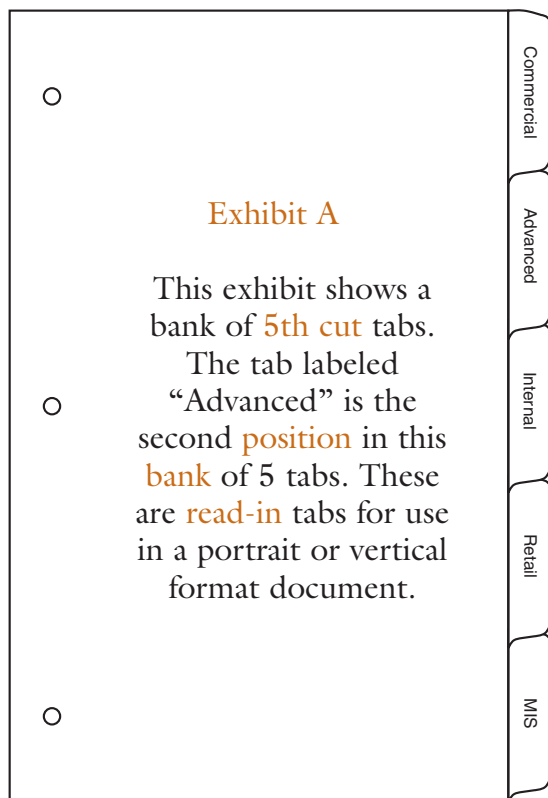 Exhibit A
This exhibit shows a
bank of 5th cut tabs.
The tab labeled
“Advanced” is the
second position in this
bank of 5 tabs. These
are read-in tabs for use
in a portrait or vertical
format document.
Commercial
Advanced
Internal
Retail
MIS